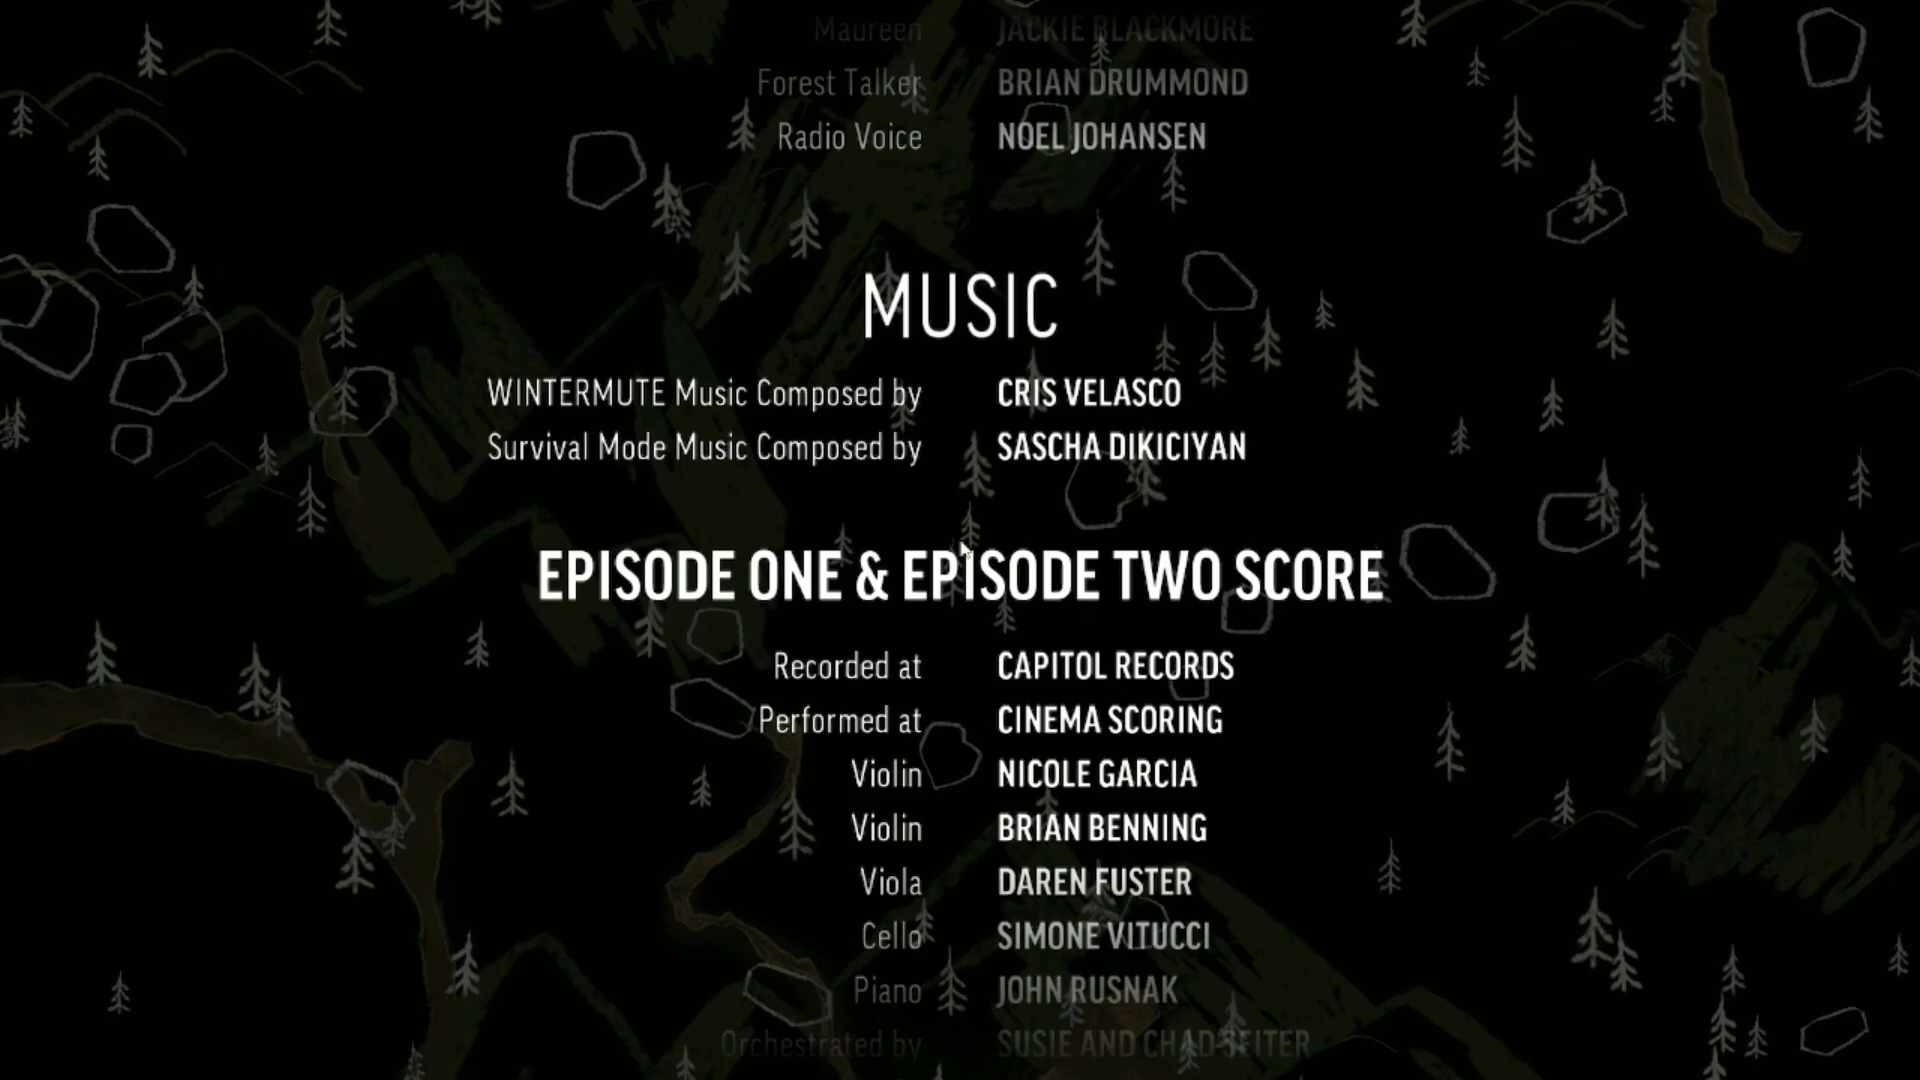 Maureen JACKIE BLACKMORE
Forest Talker BRIAN DRUMMOND
Radio Voice NOEL JOHANSEN
MUSIC
WINTERMUTE Music Composed by CRIS VELASCO
Survival Mode Music Composed by SASCHA DIKICIYAN
EPISODE ONE & EPISODE TWO SCORE
Recorded at CAPITOL RECORDS
Performed at CINEMA SCORING
Violin NICOLE GARCIA
Violin BRIAN BENNING
Viola DAREN FUSTER
Cello SIMONE VITUCCI
Piano JOHN RUSNAK
Orchestrated by SUSIE AND CHAD SEITER